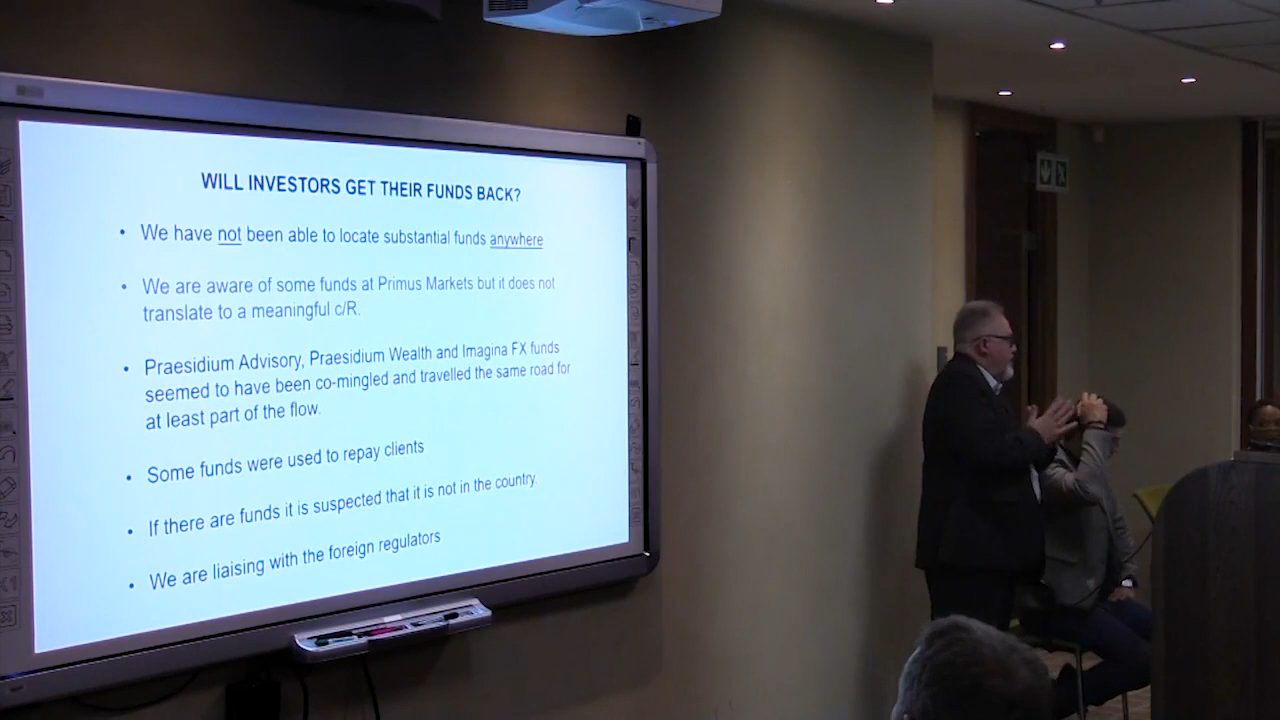 WILL INVESTORS GET THEIR FUNDS BACK?
• We have not been able to locate substantial funds anywhere
• We are aware of some funds at Primus Markets but it does not
translate to a meaningful c/R.
• Praesidium Advisory, Praesidium Wealth and Imagina FX funds
seemed to have been co-mingled and travelled the same road for
at least part of the flow.
• Some funds were used to repay clients
• If there are funds it is suspected that it is not in the country.
• We are liaising with the foreign regulators